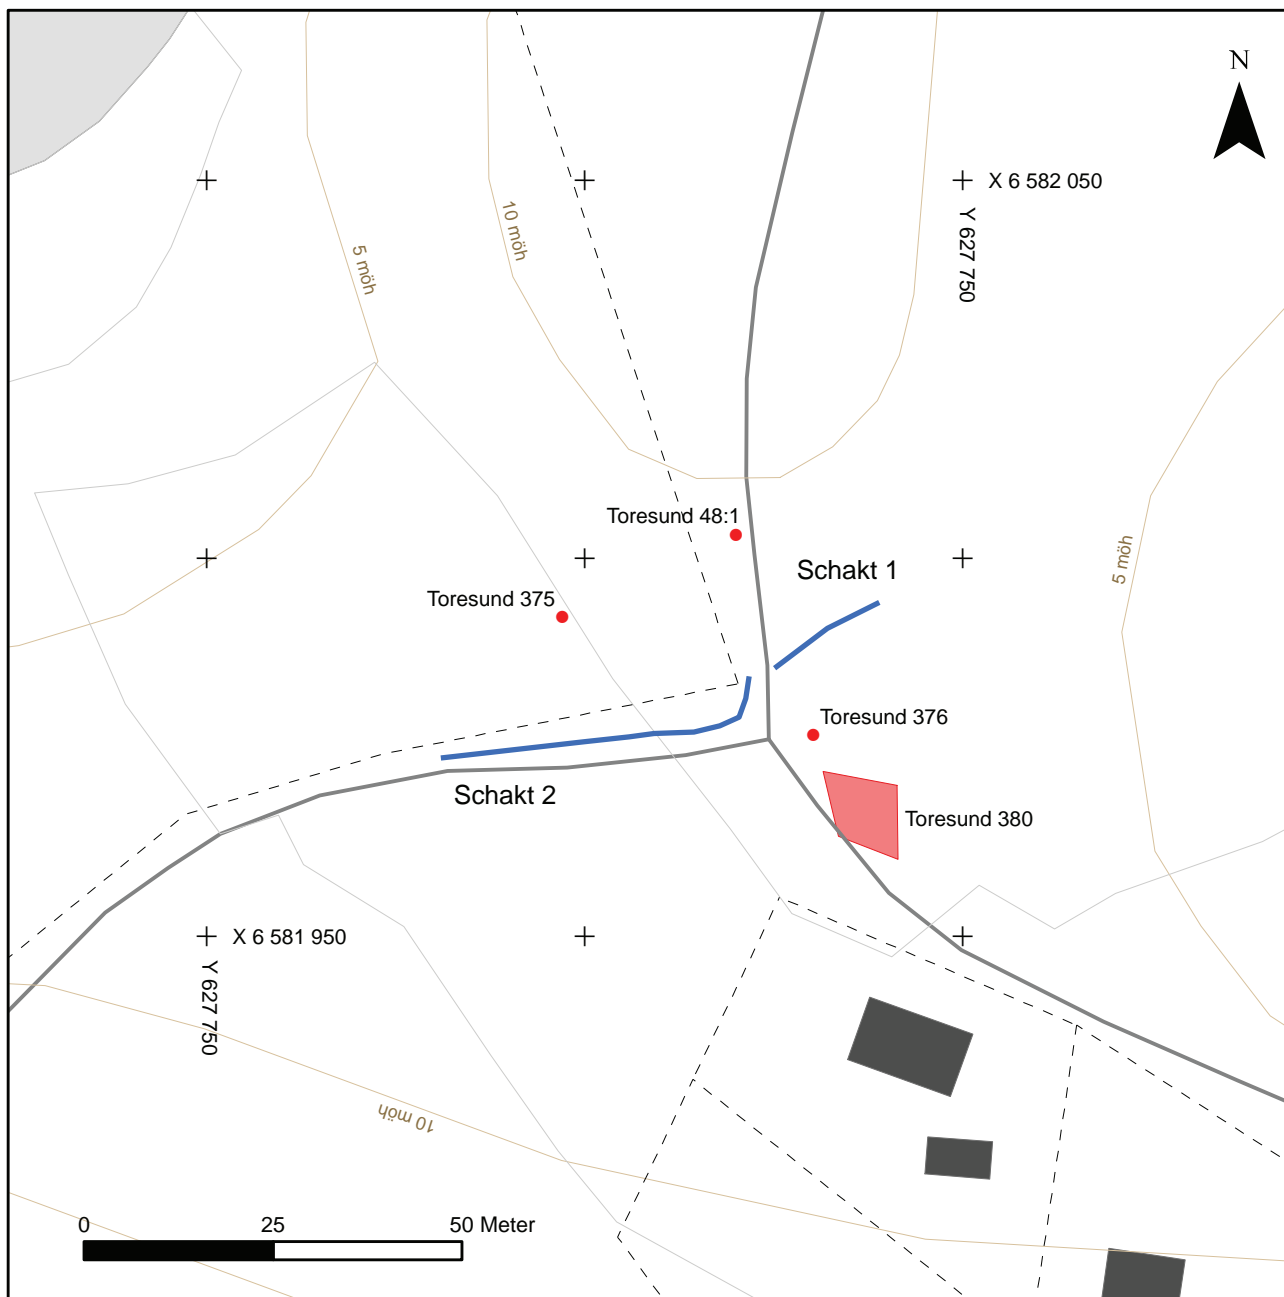 N
X 6 582 050
Y 627 750
10 möh
5 möh
Toresund 48:1
Schakt 1
5 möh
Toresund 375
Toresund 376
Schakt 2
Toresund 380
X 6 581 950
Y 627 750
10 möh
0 25 50 Meter